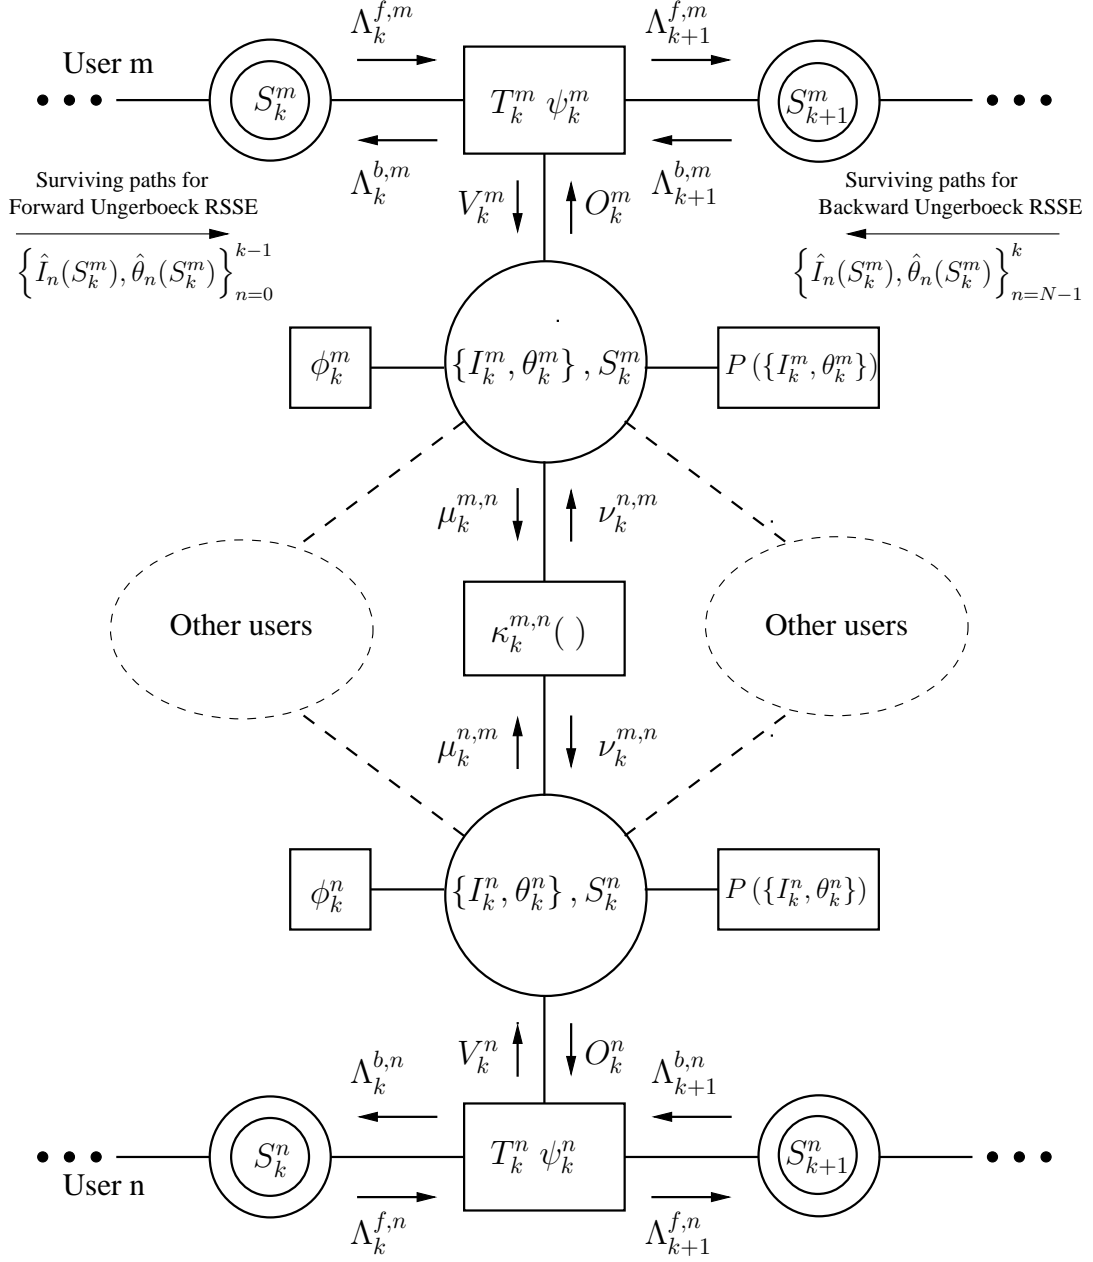 Λ_k^{f,m} Λ_{k+1}^{f,m}
User m
S_k^m T_k^m ψ_k^m S_{k+1}^m
Λ_k^{b,m} Λ_{k+1}^{b,m}
V_k^m O_k^m
Surviving paths for
Forward Ungerboeck RSSE
{Î_n(S_k^m), θ̂_n(S_k^m)}_{n=0}^{k-1}
Surviving paths for
Backward Ungerboeck RSSE
{Î_n(S_k^m), θ̂_n(S_k^m)}_{n=N-1}^{k}
φ_k^m {I_k^m, θ_k^m}, S_k^m P({I_k^m, θ_k^m})
μ_k^{m,n} ν_k^{n,m}
Other users κ_k^{m,n}( ) Other users
μ_k^{n,m} ν_k^{m,n}
φ_k^n {I_k^n, θ_k^n}, S_k^n P({I_k^n, θ_k^n})
V_k^n O_k^n
Λ_k^{b,n} Λ_{k+1}^{b,n}
S_k^n T_k^n ψ_k^n S_{k+1}^n
User n
Λ_k^{f,n} Λ_{k+1}^{f,n}